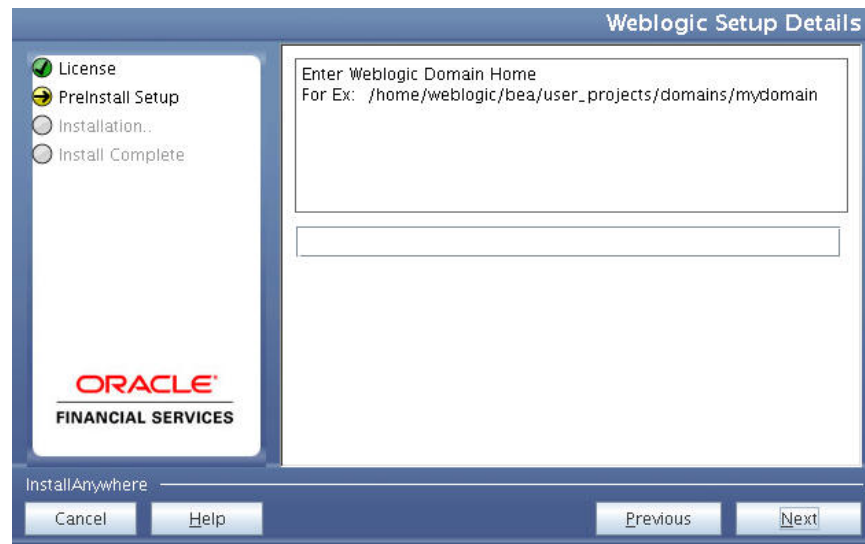 Weblogic Setup Details
License
PreInstall Setup
Installation..
Install Complete
Enter Weblogic Domain Home
For Ex: /home/weblogic/bea/user_projects/domains/mydomain
ORACLE
FINANCIAL SERVICES
InstallAnywhere
Cancel
Help
Previous
Next